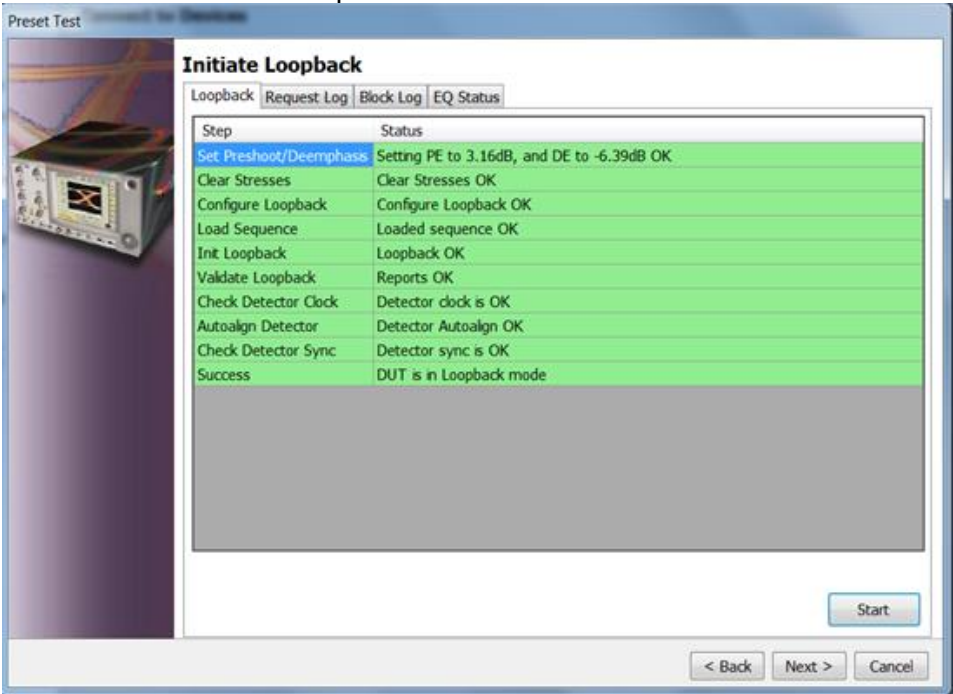 Preset Test
Initiate Loopback
Loopback Request Log Block Log EQ Status
Step Status
Set Preshoot/Deemphasis Setting PE to 3.16dB, and DE to -6.39dB OK
Clear Stresses Clear Stresses OK
Configure Loopback Configure Loopback OK
Load Sequence Loaded sequence OK
Init Loopback Loopback OK
Validate Loopback Reports OK
Check Detector Clock Detector clock is OK
Autoalign Detector Detector Autoalign OK
Check Detector Sync Detector sync is OK
Success DUT is in Loopback mode
Start
< Back Next > Cancel